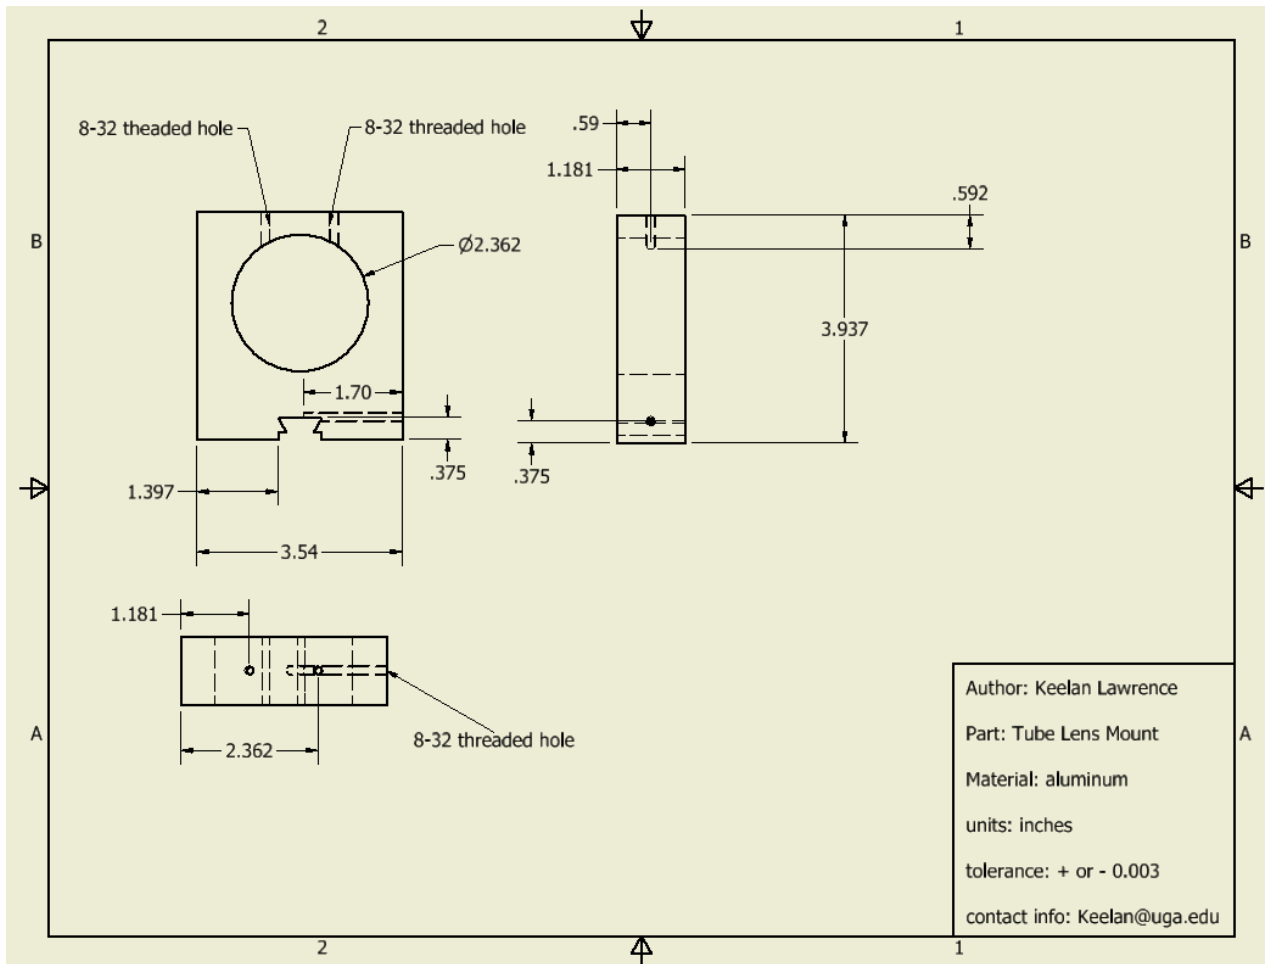 2
1
8-32 theaded hole
8-32 threaded hole
.59
1.181
.592
B
B
Ø2.362
3.937
1.70
.375
.375
1.397
3.54
1.181
2.362
8-32 threaded hole
A
A
Author: Keelan Lawrence
Part: Tube Lens Mount
Material: aluminum
units: inches
tolerance: + or - 0.003
contact info: Keelan@uga.edu
2
1